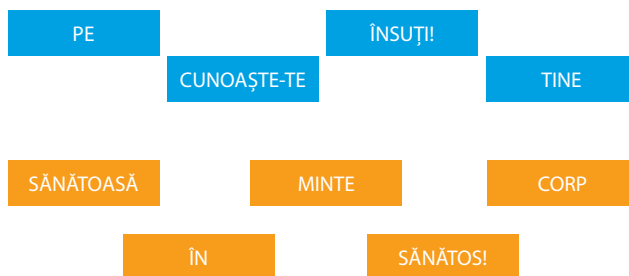 PE ÎNSUȚI!
CUNOAȘTE-TE TINE
SĂNĂTOASĂ MINTE CORP
ÎN SĂNĂTOS!